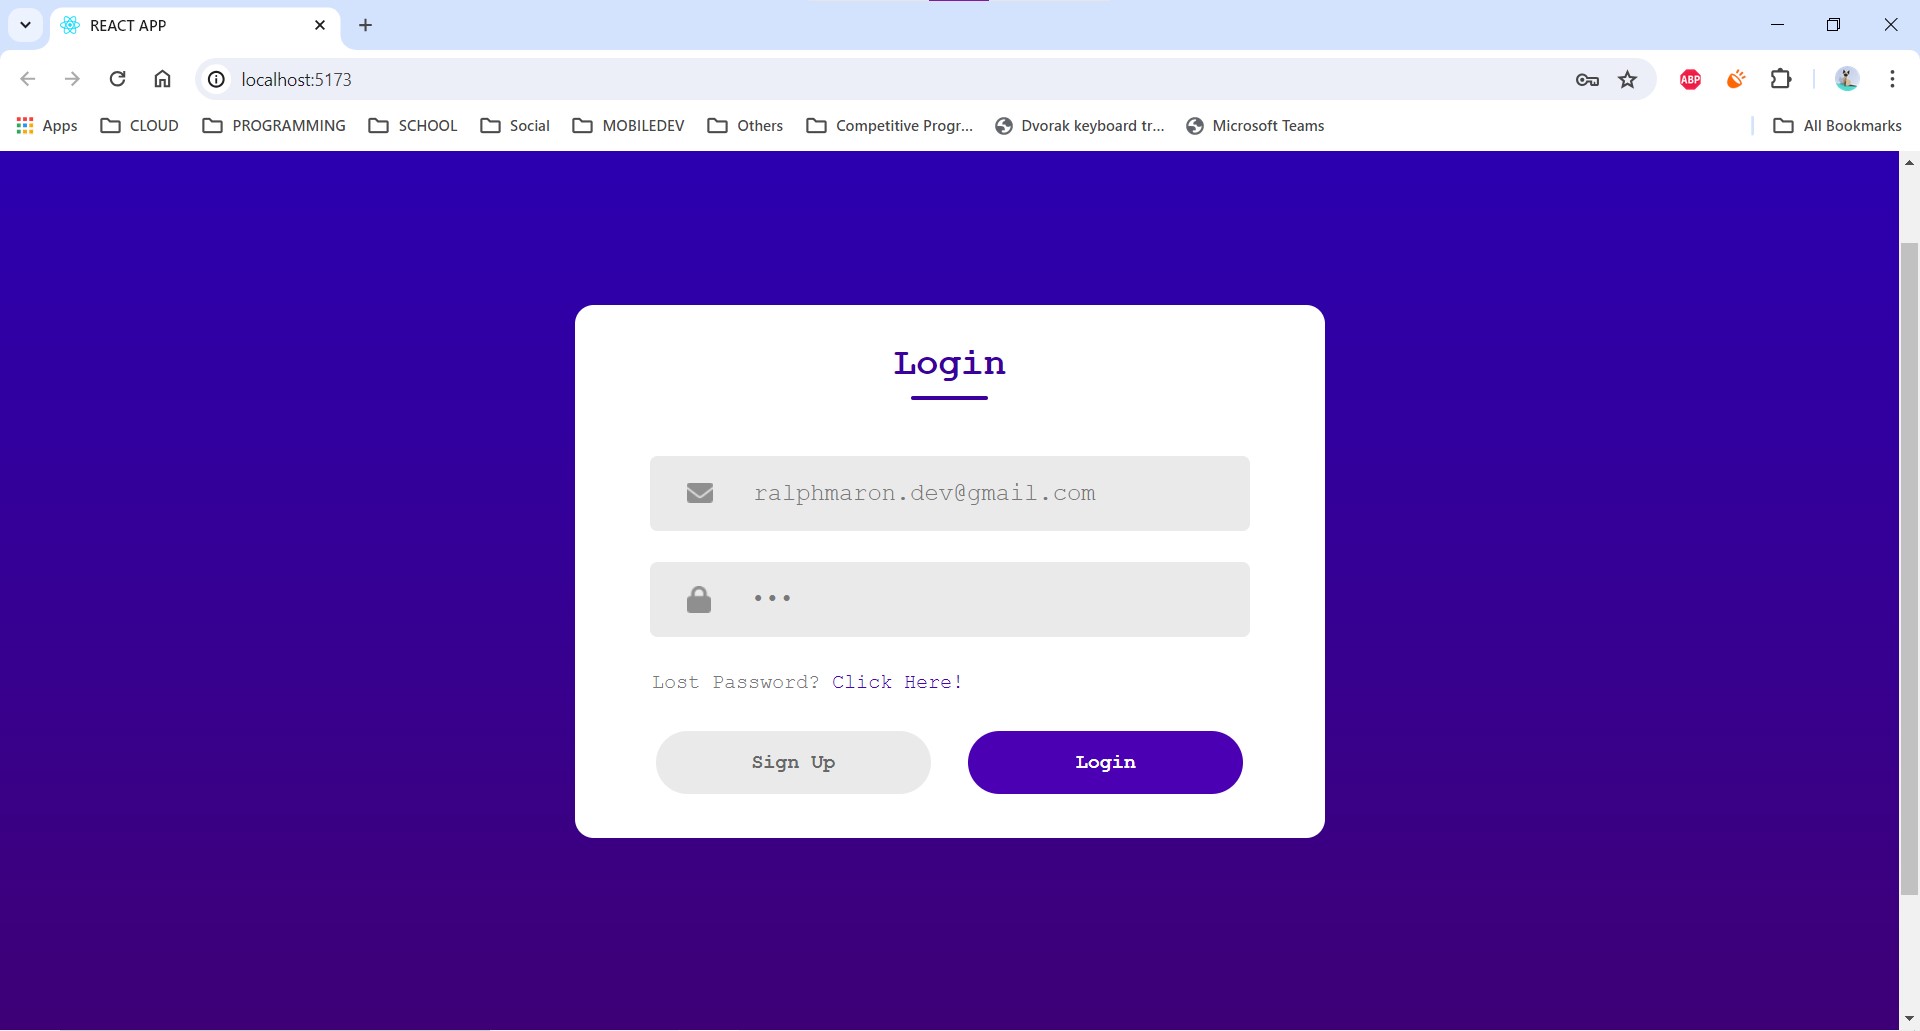 REACT APP
localhost:5173
ABP
Apps CLOUD PROGRAMMING SCHOOL Social MOBILEDEV Others Competitive Progr... Dvorak keyboard tr... Microsoft Teams All Bookmarks
Login
ralphmaron.dev@gmail.com
•••
Lost Password? Click Here!
Sign Up Login